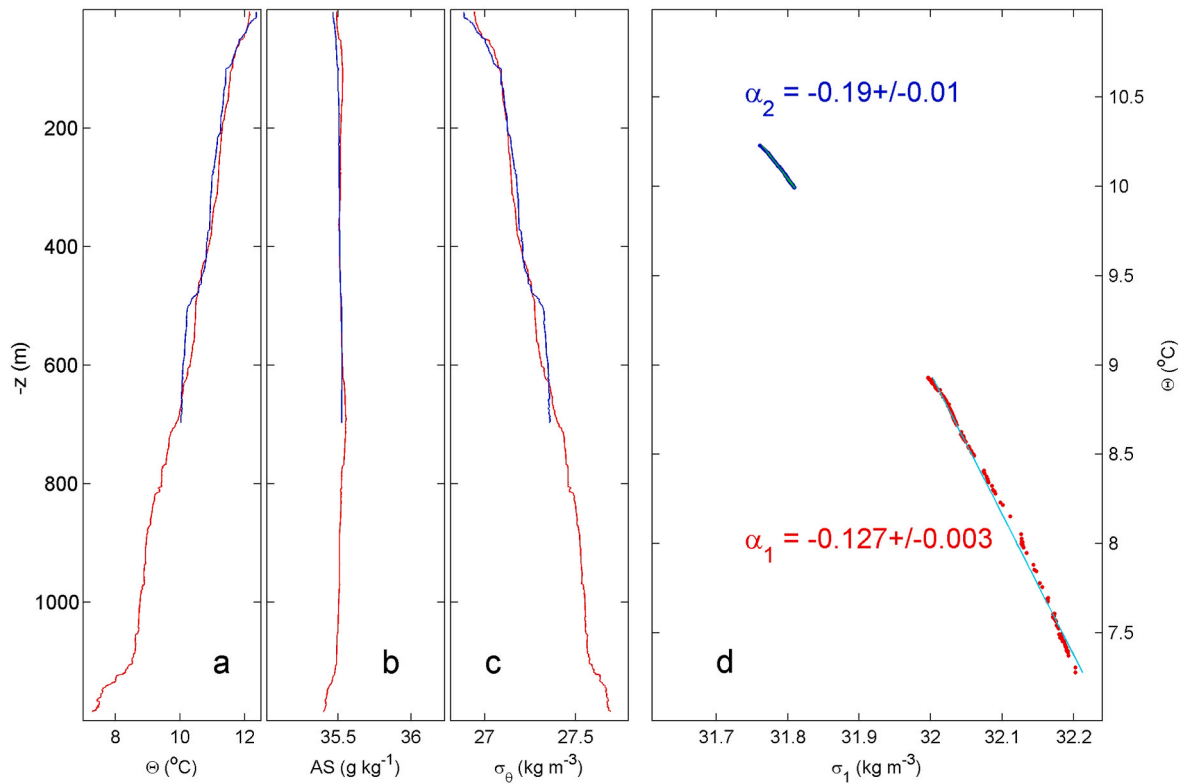 α2 = -0.19+/-0.01
α1 = -0.127+/-0.003
-z (m)
200
400
600
800
1000
a
b
c
d
8
10
12
Θ (°C)
35.5
36
AS (g kg-1)
27
27.5
σθ (kg m-3)
31.7
31.8
31.9
32
32.1
32.2
σ1 (kg m-3)
10.5
10
9.5
9
8.5
8
7.5
Θ (°C)